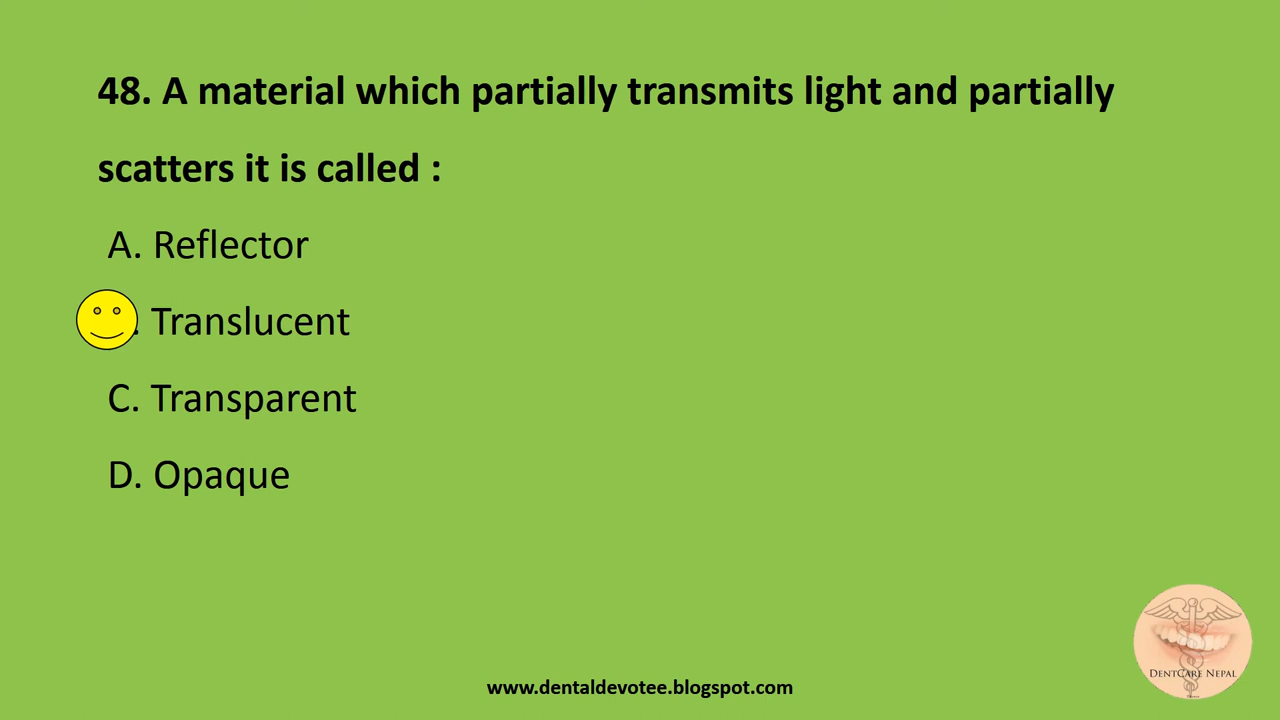 48. A material which partially transmits light and partially
scatters it is called :
A. Reflector
. Translucent
C. Transparent
D. Opaque
DENTCARE NEPAL
www.dentaldevotee.blogspot.com